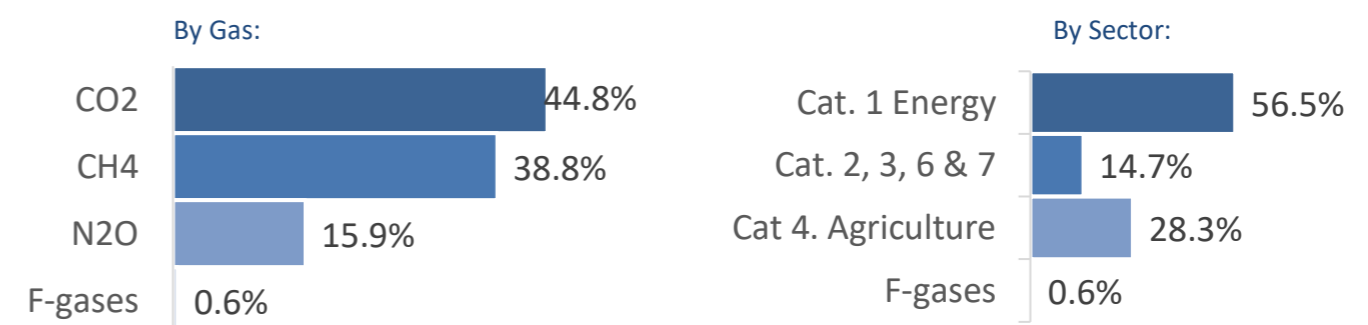 By Gas:
CO2 44.8%
CH4 38.8%
N2O 15.9%
F-gases 0.6%
By Sector:
Cat. 1 Energy 56.5%
Cat. 2, 3, 6 & 7 14.7%
Cat 4. Agriculture 28.3%
F-gases 0.6%